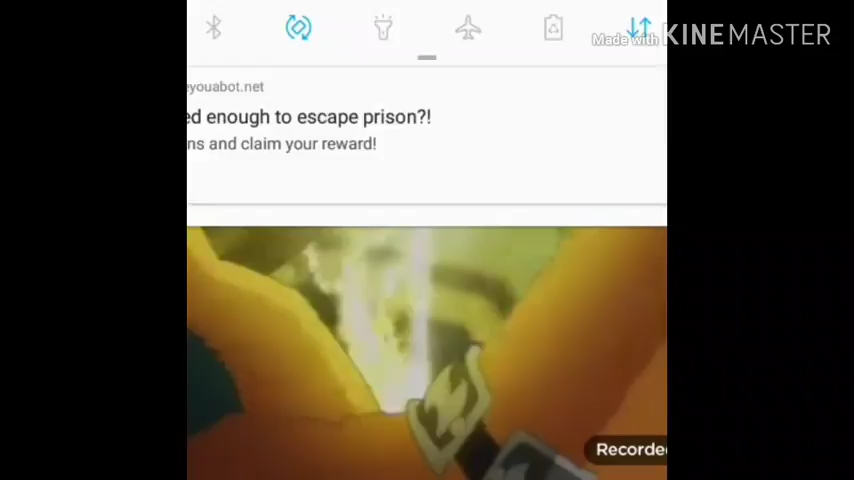 Made with KINEMASTER
eyouabot.net
ed enough to escape prison?!
ns and claim your reward!
Recorde